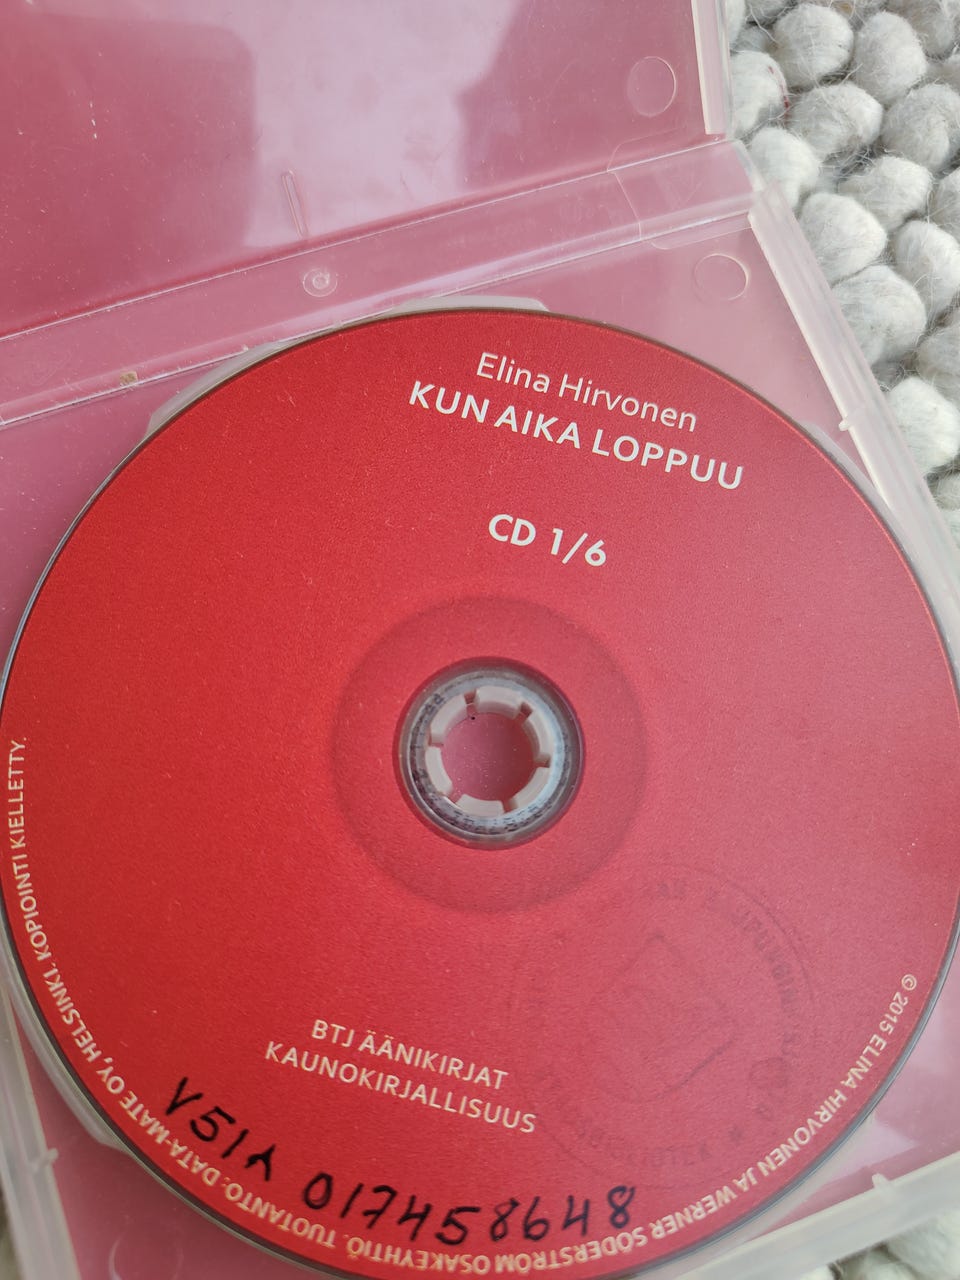 Elina Hirvonen
KUN AIKA LOPPUU
CD 1/6
BTJ ÄÄNIKIRJAT
KAUNOKIRJALLISUUS
V51A 017458648
© 2015 ELINA HIRVONEN JA WERNER SÖDERSTRÖM OSAKEYHTIÖ. TUOTANTO: DATA-MATE OY, HELSINKI. KOPIOINTI KIELLETTY.